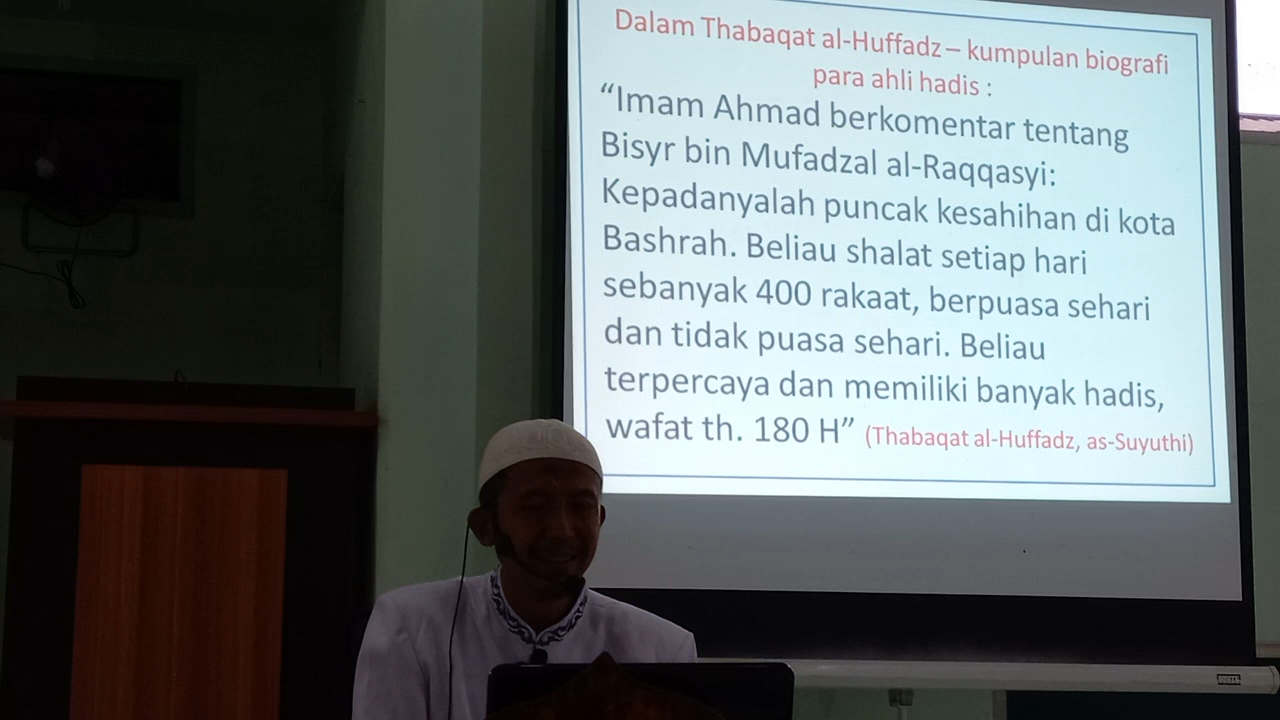 Dalam Thabaqat al-Huffadz – kumpulan biografi
para ahli hadis :
“Imam Ahmad berkomentar tentang
Bisyr bin Mufadzal al-Raqqasyi:
Kepadanyalah puncak kesahihan di kota
Bashrah. Beliau shalat setiap hari
sebanyak 400 rakaat, berpuasa sehari
dan tidak puasa sehari. Beliau
terpercaya dan memiliki banyak hadis,
wafat th. 180 H” (Thabaqat al-Huffadz, as-Suyuthi)